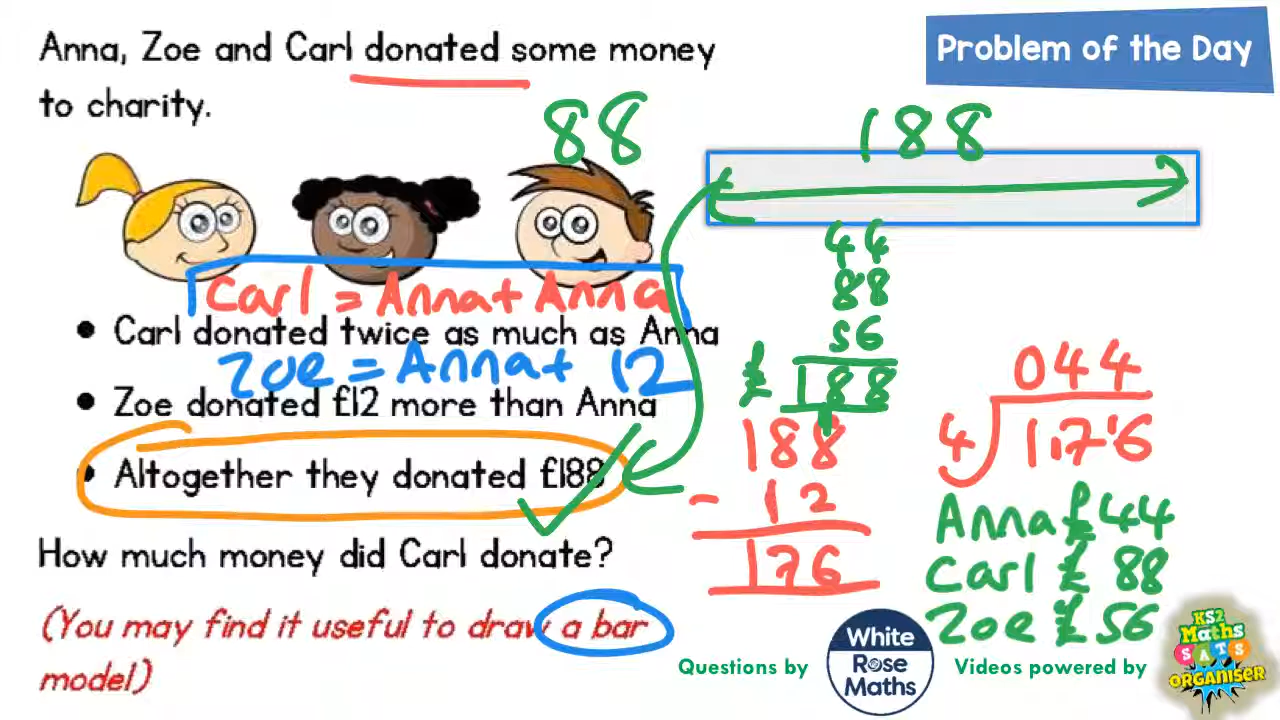 Anna, Zoe and Carl donated some money
to charity.
Problem of the Day
88
188
Carl = Anna + Anna
• Carl donated twice as much as Anna
Zoe = Anna + 12
• Zoe donated £12 more than Anna
• Altogether they donated £188
How much money did Carl donate?
(You may find it useful to draw a bar
model)
44
88
56
£ 188
1
188
- 12
176
044
4 1 176
Anna £44
Carl £ 88
Zoe £56
Questions by
White
Rose
Maths
Videos powered by
KS2
Maths
SATS
ORGANISER